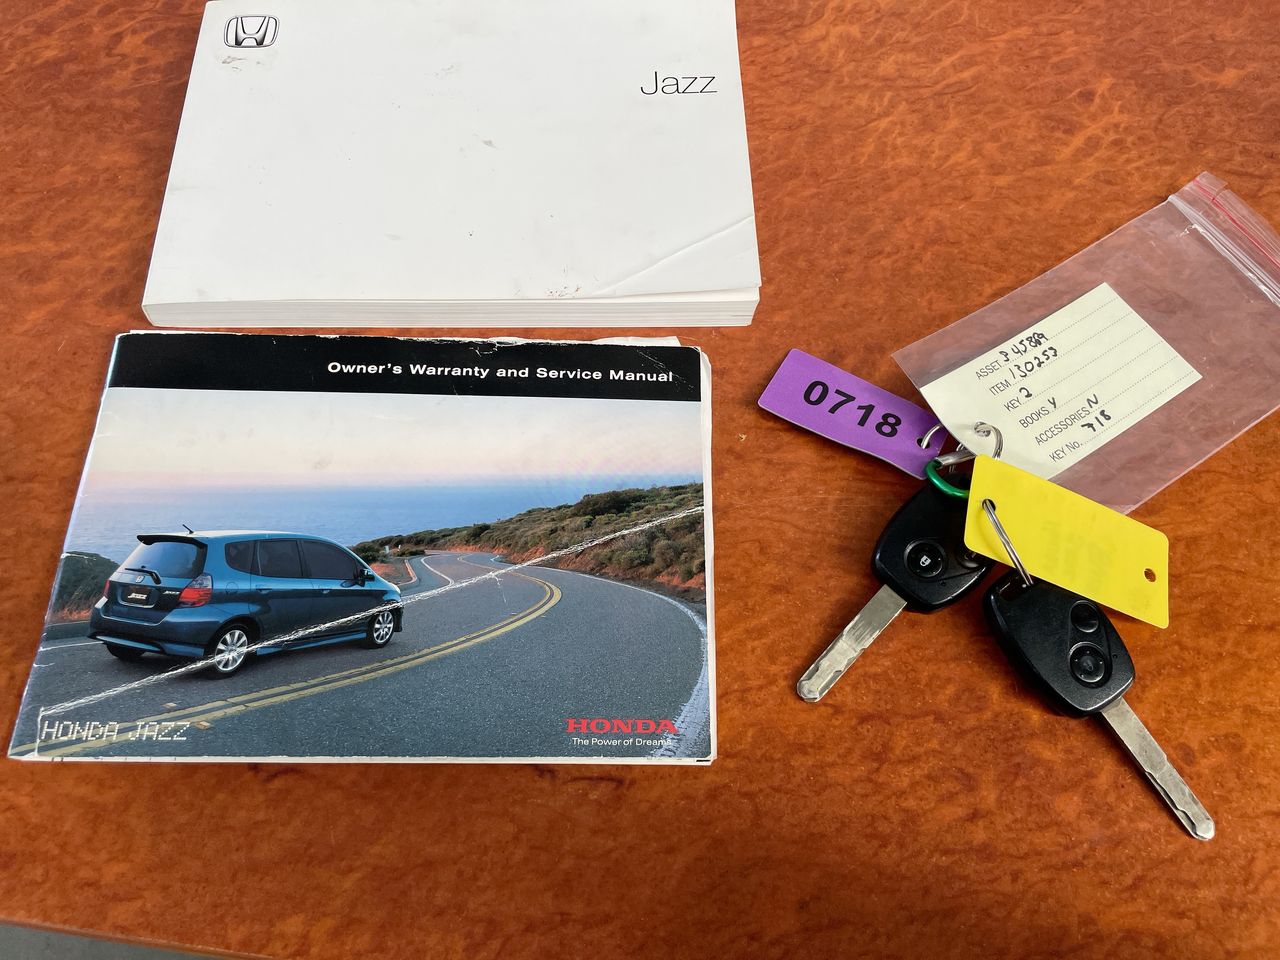 Jazz
Owner's Warranty and Service Manual
HONDA JAZZ
HONDA
The Power of Dreams
0718
ASSET
ITEM 130253
KEY 2
BOOKS Y
ACCESSORIES N
KEY No. 718